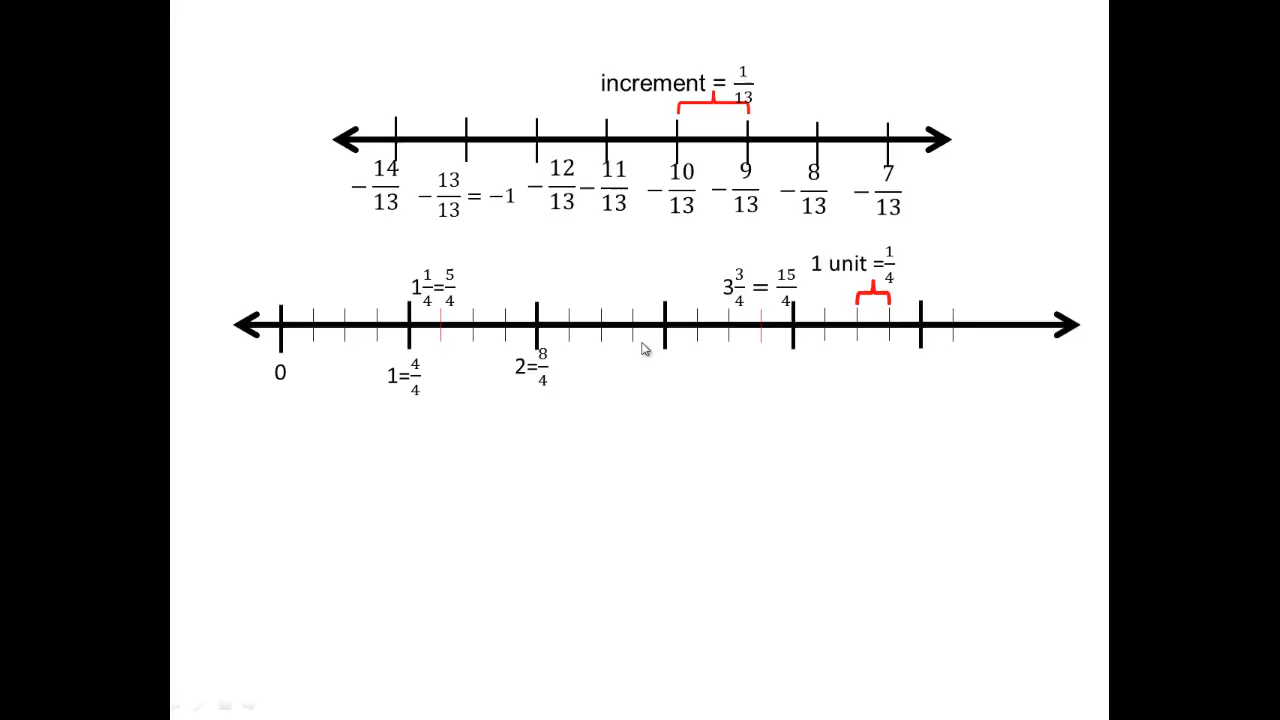 increment = 1/13
−14/13 −13/13 = −1 −12/13 −11/13 −10/13 −9/13 −8/13 −7/13
1 unit =1/4
1 1/4=5/4 3 3/4 = 15/4
0 1=4/4 2=8/4